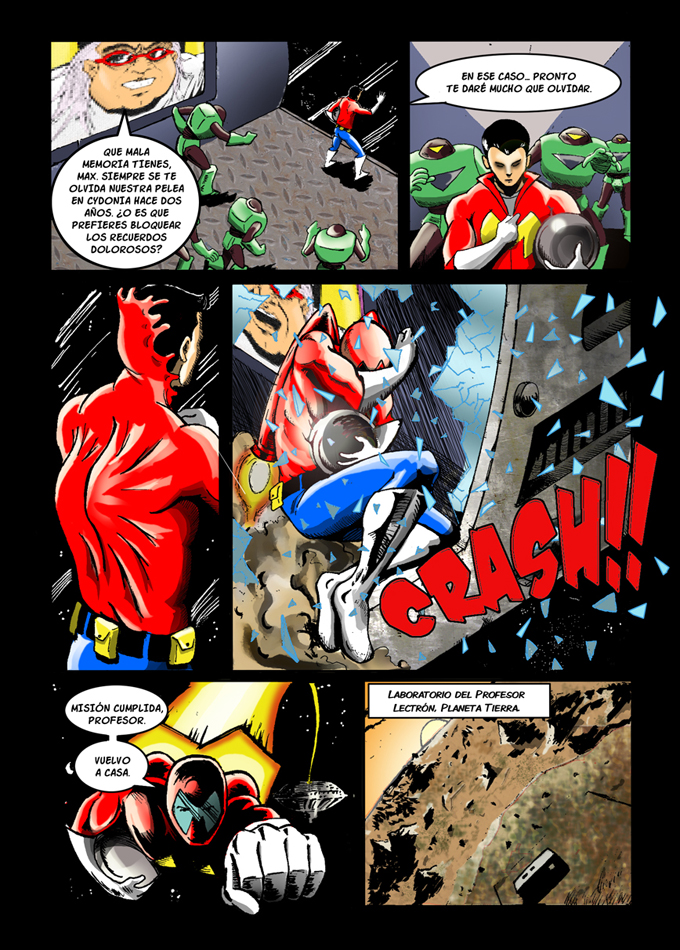 QUE MALA
MEMORIA TIENES,
MAX. SIEMPRE SE TE
OLVIDA NUESTRA PELEA
EN CYDONIA HACE DOS
AÑOS. ¿O ES QUE
PREFIERES BLOQUEAR
LOS RECUERDOS
DOLOROSOS?
EN ESE CASO... PRONTO
TE DARÉ MUCHO QUE OLVIDAR.
CRASH!!
MISIÓN CUMPLIDA,
PROFESOR.
VUELVO
A CASA.
LABORATORIO DEL PROFESOR
LECTRÓN. PLANETA TIERRA.